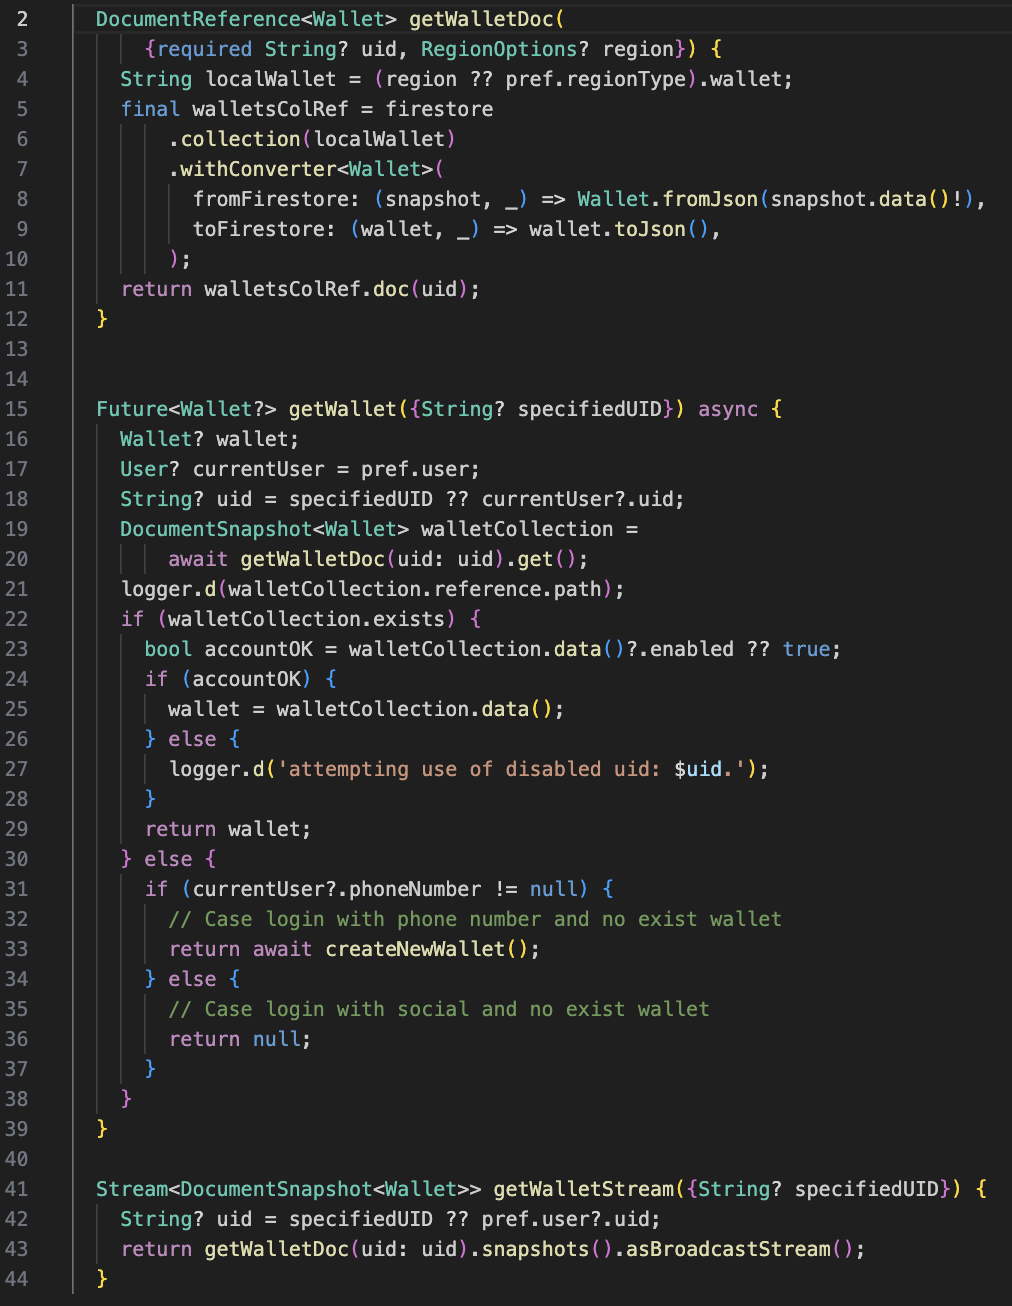 2 DocumentReference<Wallet> getWalletDoc(
3 {required String? uid, RegionOptions? region}) {
4 String localWallet = (region ?? pref.regionType).wallet;
5 final walletsColRef = firestore
6 .collection(localWallet)
7 .withConverter<Wallet>(
8 fromFirestore: (snapshot, _) => Wallet.fromJson(snapshot.data()!),
9 toFirestore: (wallet, _) => wallet.toJson(),
10 );
11 return walletsColRef.doc(uid);
12 }
13
14
15 Future<Wallet?> getWallet({String? specifiedUID}) async {
16 Wallet? wallet;
17 User? currentUser = pref.user;
18 String? uid = specifiedUID ?? currentUser?.uid;
19 DocumentSnapshot<Wallet> walletCollection =
20 await getWalletDoc(uid: uid).get();
21 logger.d(walletCollection.reference.path);
22 if (walletCollection.exists) {
23 bool accountOK = walletCollection.data()?.enabled ?? true;
24 if (accountOK) {
25 wallet = walletCollection.data();
26 } else {
27 logger.d('attempting use of disabled uid: $uid.');
28 }
29 return wallet;
30 } else {
31 if (currentUser?.phoneNumber != null) {
32 // Case login with phone number and no exist wallet
33 return await createNewWallet();
34 } else {
35 // Case login with social and no exist wallet
36 return null;
37 }
38 }
39 }
40
41 Stream<DocumentSnapshot<Wallet>> getWalletStream({String? specifiedUID}) {
42 String? uid = specifiedUID ?? pref.user?.uid;
43 return getWalletDoc(uid: uid).snapshots().asBroadcastStream();
44 }